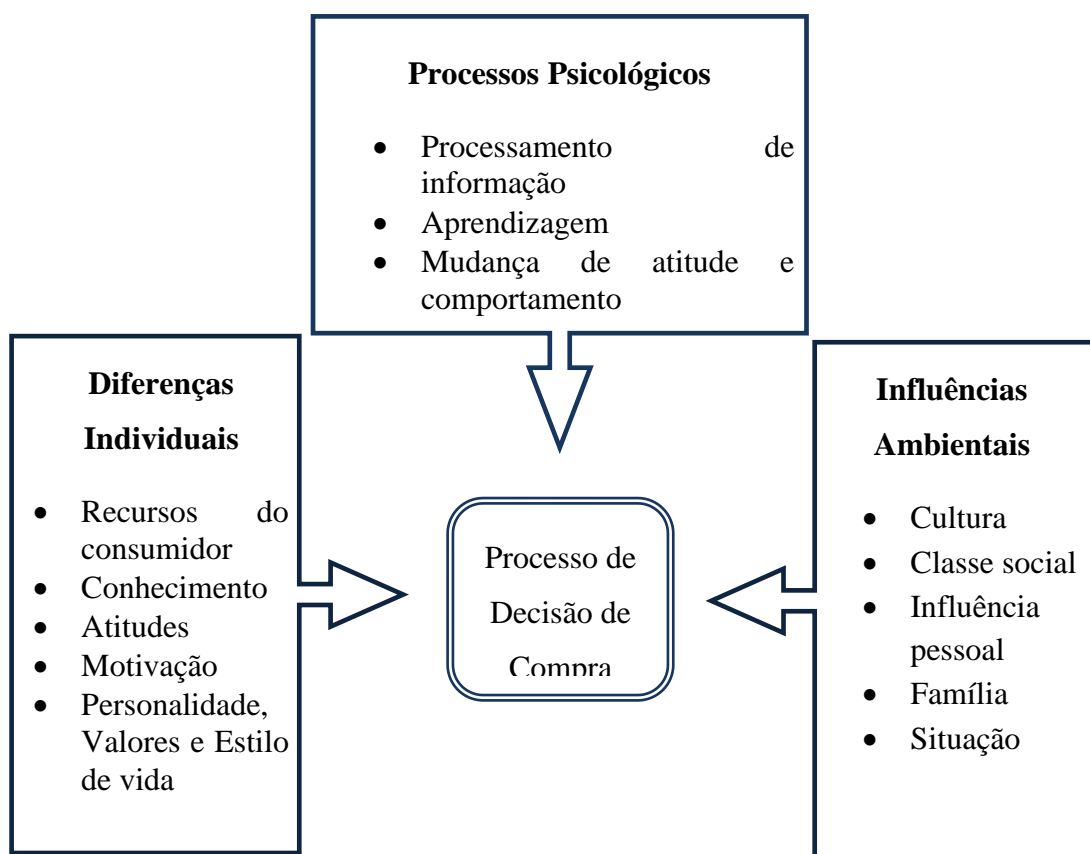 Processos Psicológicos
• Processamento de
informação
• Aprendizagem
• Mudança de atitude e
comportamento
Diferenças
Individuais
• Recursos do
consumidor
• Conhecimento
• Atitudes
• Motivação
• Personalidade,
Valores e Estilo
de vida
Processo de
Decisão de
Compra
Influências
Ambientais
• Cultura
• Classe social
• Influência
pessoal
• Família
• Situação